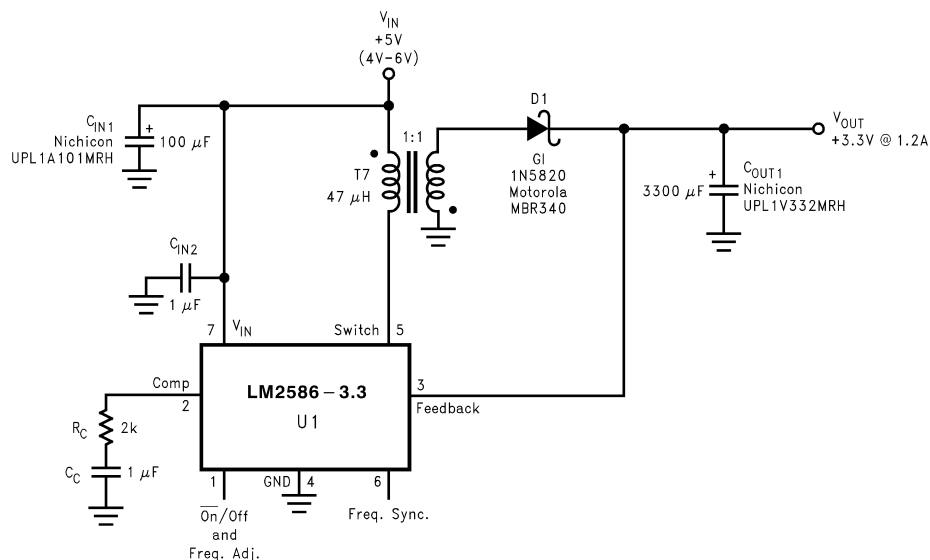 V_IN
+5V
(4V–6V)
C_IN1
Nichicon
UPL1A101MRH
+
100 μF
1:1
T7
47 μH
D1
GI
1N5820
Motorola
MBR340
V_OUT
+3.3V @ 1.2A
+
3300 μF
C_OUT1
Nichicon
UPL1V332MRH
C_IN2
1 μF
7
V_IN
Switch
5
Comp
2
LM2586–3.3
U1
3
Feedback
R_C
2k
C_C
1 μF
1
GND
4
6
On/Off
and
Freq. Adj.
Freq. Sync.